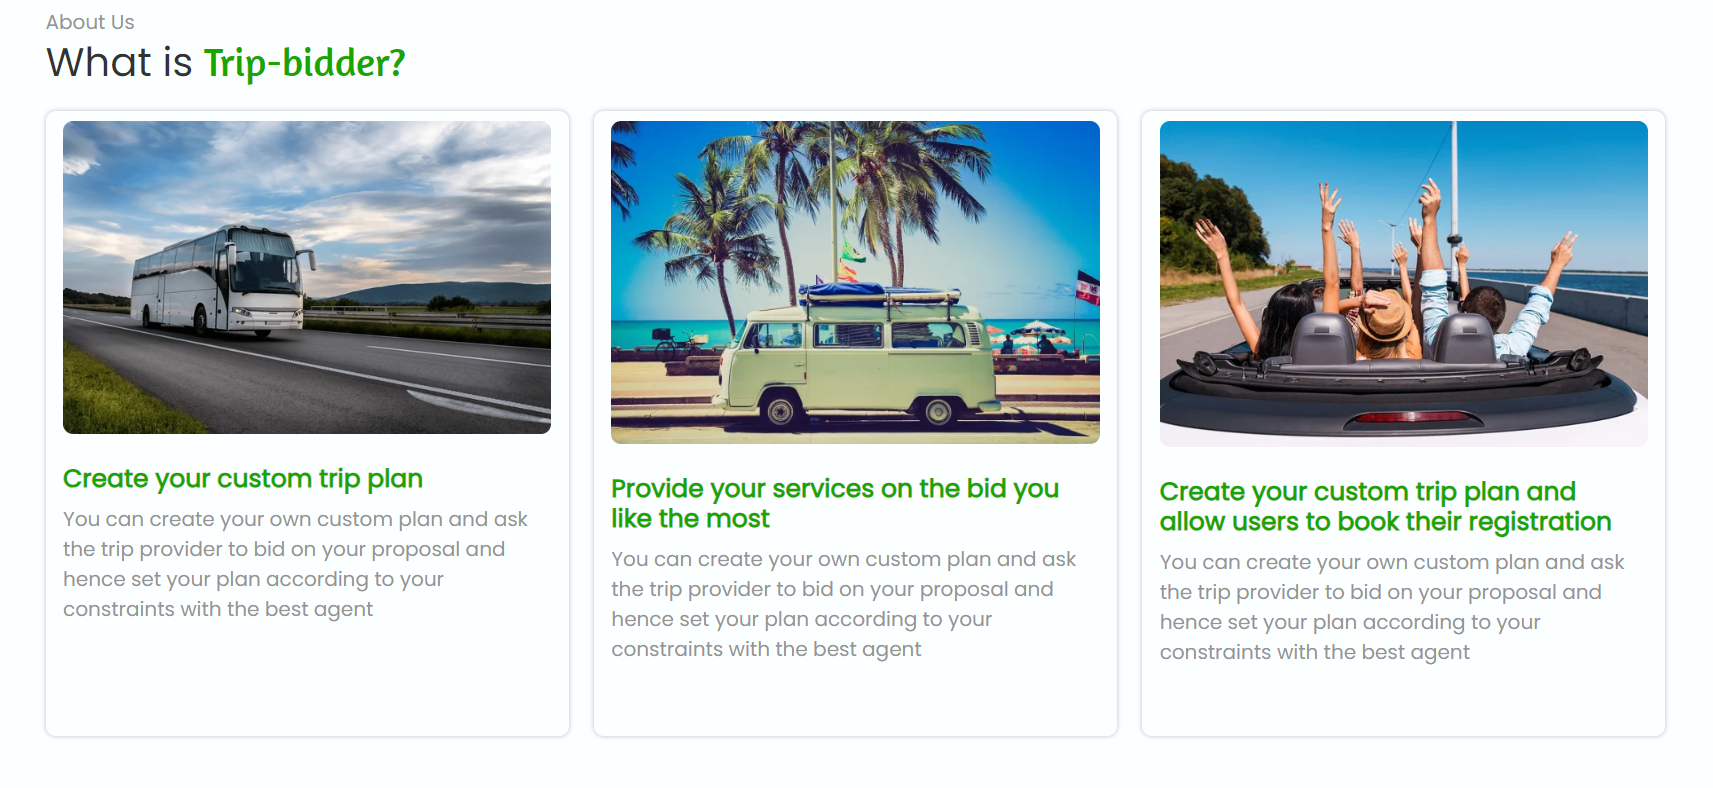 About Us
What is Trip-bidder?
Create your custom trip plan
You can create your own custom plan and ask
the trip provider to bid on your proposal and
hence set your plan according to your
constraints with the best agent
Provide your services on the bid you
like the most
You can create your own custom plan and ask
the trip provider to bid on your proposal and
hence set your plan according to your
constraints with the best agent
Create your custom trip plan and
allow users to book their registration
You can create your own custom plan and ask
the trip provider to bid on your proposal and
hence set your plan according to your
constraints with the best agent